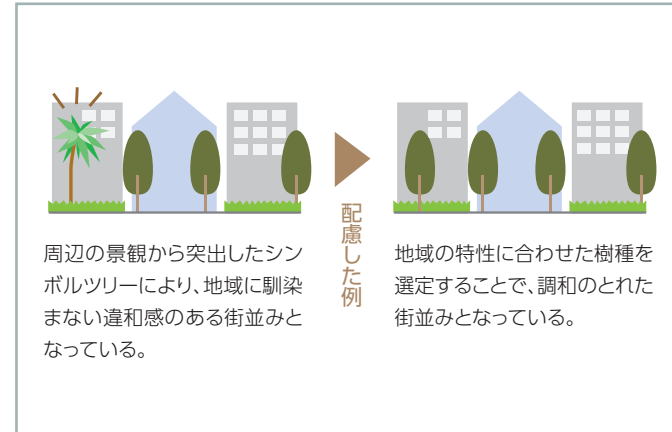 周辺の景観から突出したシン
ボルツリーにより、地域に馴染
まない違和感のある街並みと
なっている。
配慮した例
地域の特性に合わせた樹種を
選定することで、調和のとれた
街並みとなっている。